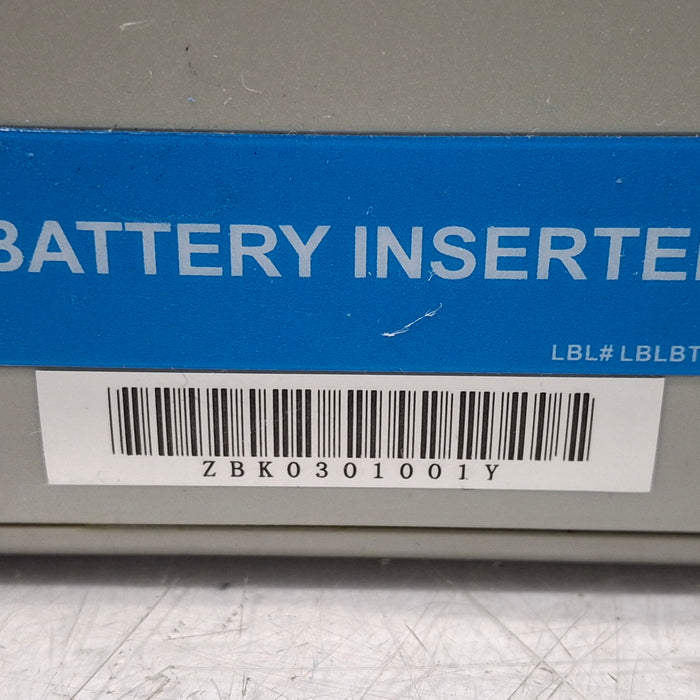 BATTERY INSERTE
LBL# LBLBT
ZBK0301001Y